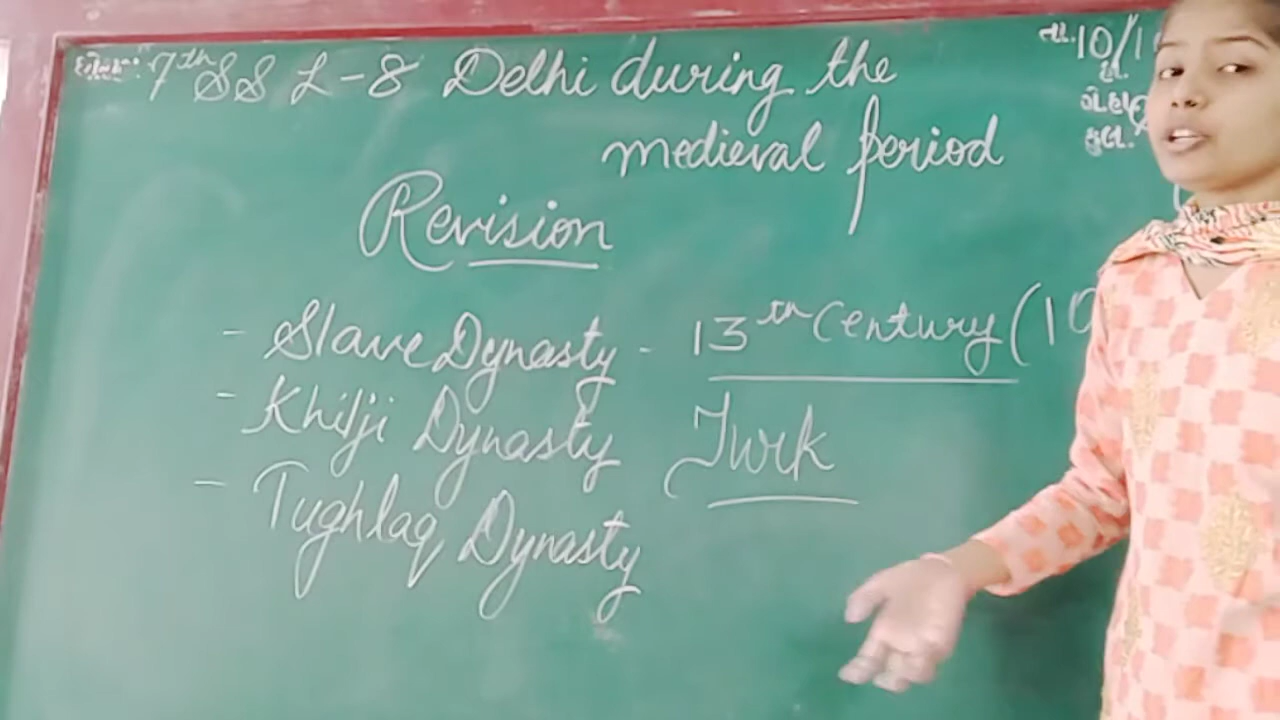 7th SS L-8 Delhi during the
medieval period
તા. 10/1
Revision
- Slave Dynasty - 13th Century (10
- Khilji Dynasty Turk
- Tughlaq Dynasty